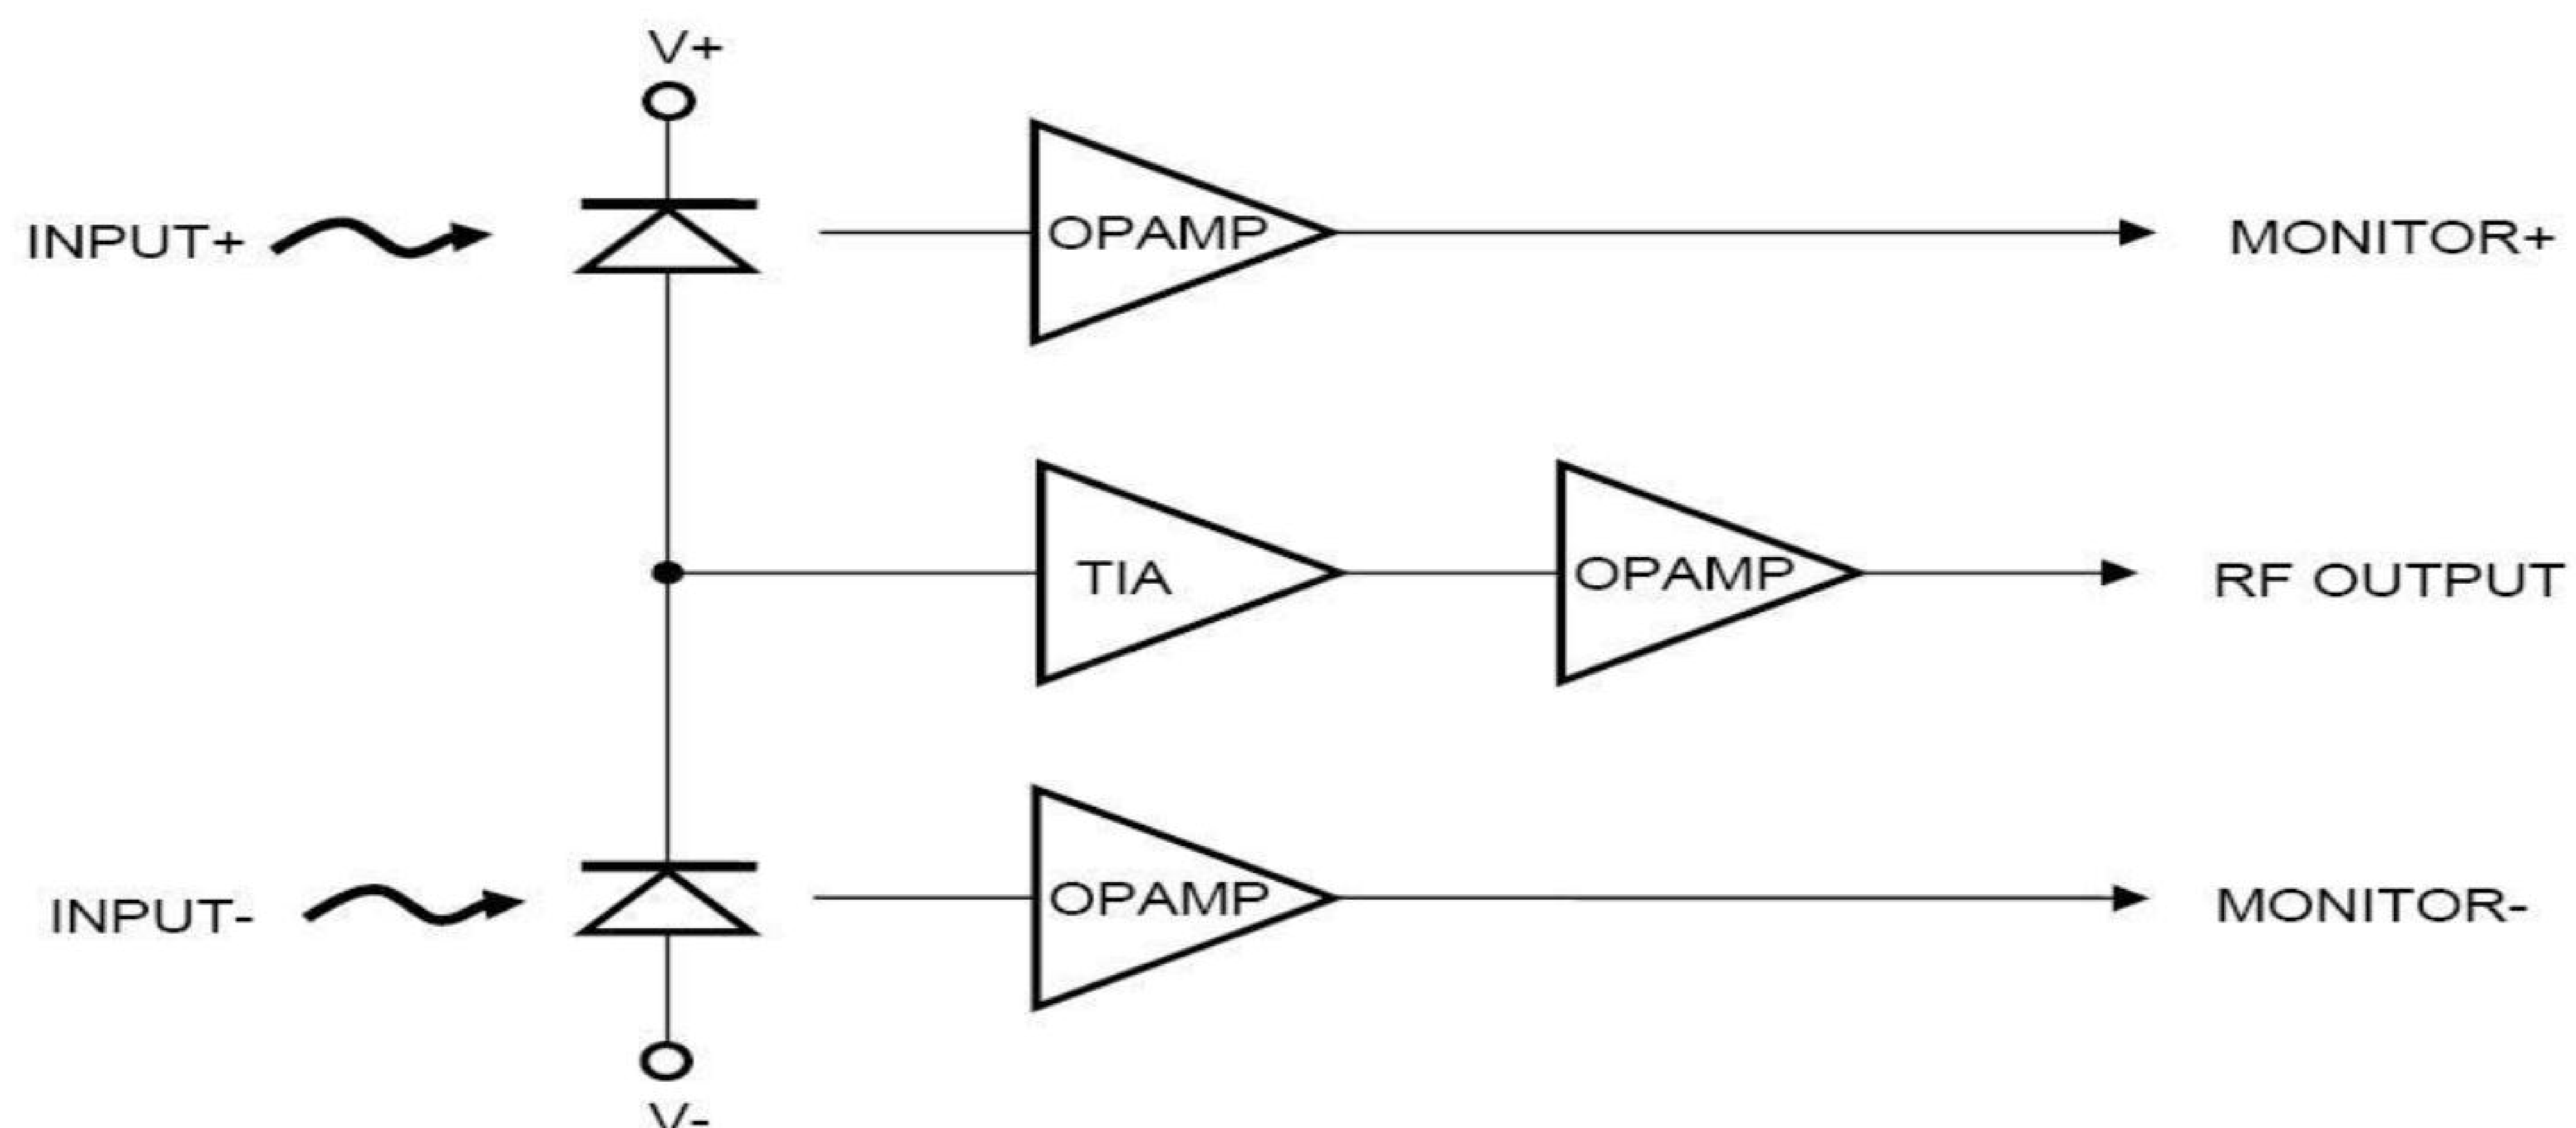 V+
INPUT+
OPAMP
MONITOR+
TIA
OPAMP
RF OUTPUT
INPUT-
OPAMP
MONITOR-
V-